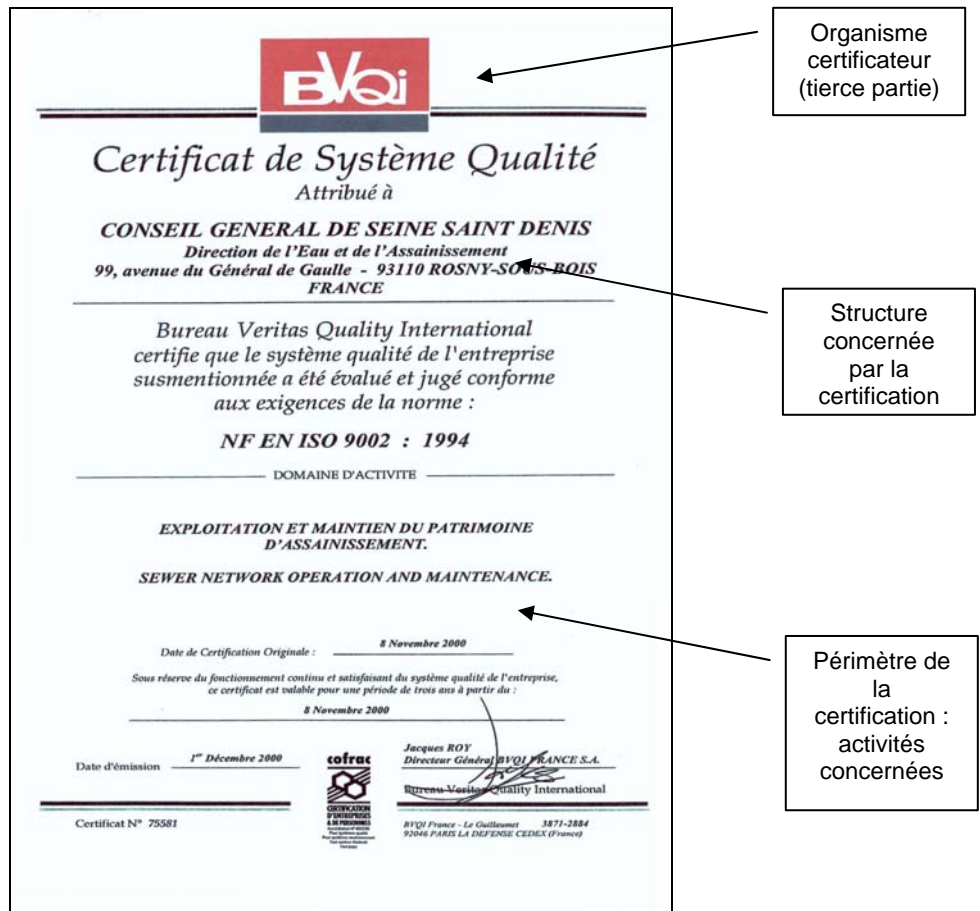 BVQi
Certificat de Système Qualité
Attribué à
CONSEIL GENERAL DE SEINE SAINT DENIS
Direction de l'Eau et de l'Assainissement
99, avenue du Général de Gaulle - 93110 ROSNY-SOUS-BOIS
FRANCE
Bureau Veritas Quality International
certifie que le système qualité de l'entreprise
susmentionnée a été évalué et jugé conforme
aux exigences de la norme :
NF EN ISO 9002 : 1994
DOMAINE D'ACTIVITE
EXPLOITATION ET MAINTIEN DU PATRIMOINE
D'ASSAINISSEMENT.
SEWER NETWORK OPERATION AND MAINTENANCE.
Date de Certification Originale : 8 Novembre 2000
Sous réserve du fonctionnement continu et satisfaisant du système qualité de l'entreprise,
ce certificat est valable pour une période de trois ans à partir du :
8 Novembre 2000
Date d'émission 1er Décembre 2000
cofrac
CERTIFICATION
D'ENTREPRISES
& DE PERSONNELS
Jacques ROY
Directeur Général BVQI FRANCE S.A.
Bureau Veritas Quality International
Certificat N° 75581
BVQI France - Le Guillaumet 3871-2884
92046 PARIS LA DEFENSE CEDEX (France)
Organisme
certificateur
(tierce partie)
Structure
concernée
par la
certification
Périmètre de
la
certification :
activités
concernées